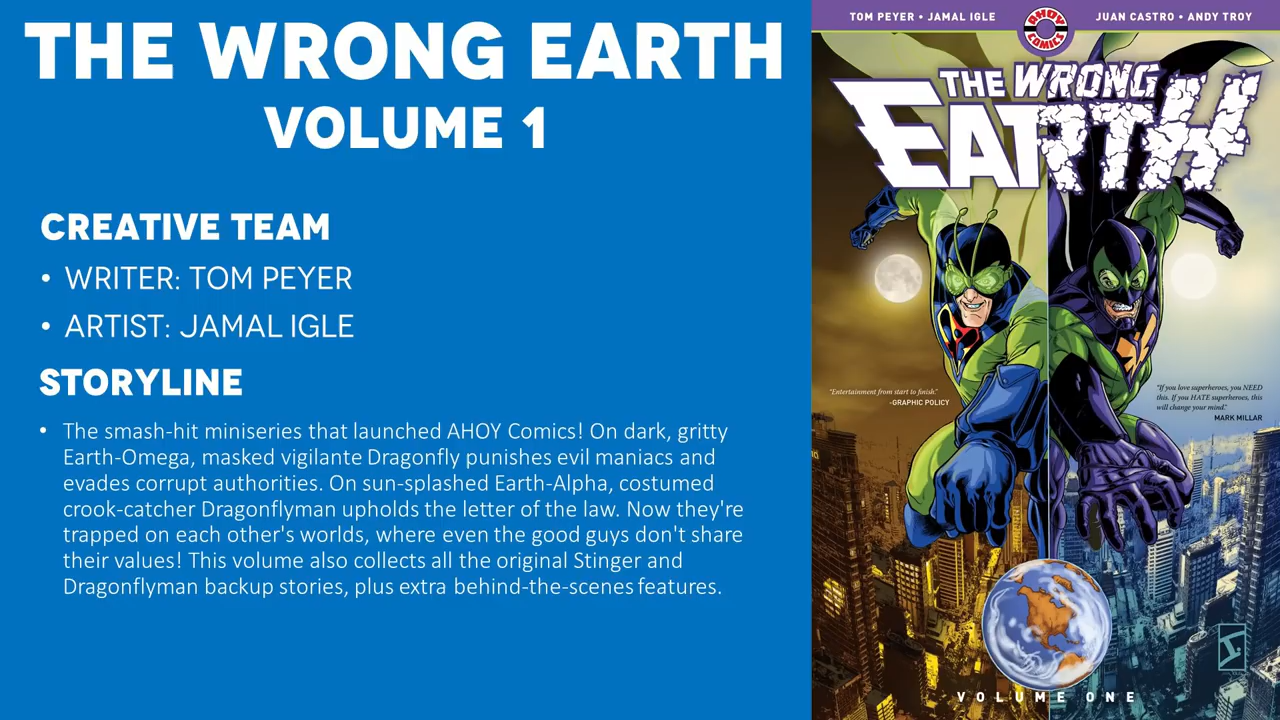 THE WRONG EARTH
VOLUME 1
CREATIVE TEAM
• WRITER: TOM PEYER
• ARTIST: JAMAL IGLE
STORYLINE
• The smash-hit miniseries that launched AHOY Comics! On dark, gritty
Earth-Omega, masked vigilante Dragonfly punishes evil maniacs and
evades corrupt authorities. On sun-splashed Earth-Alpha, costumed
crook-catcher Dragonflyman upholds the letter of the law. Now they're
trapped on each other's worlds, where even the good guys don't share
their values! This volume also collects all the original Stinger and
Dragonflyman backup stories, plus extra behind-the-scenes features.
TOM PEYER • JAMAL IGLE
AHOY
COMICS
JUAN CASTRO • ANDY TROY
THE WRONG
EARTH
"Entertainment from start to finish."
-GRAPHIC POLICY
"If you love superheroes, you NEED
this. If you HATE superheroes, this
will change your mind."
MARK MILLAR
VOLUME ONE